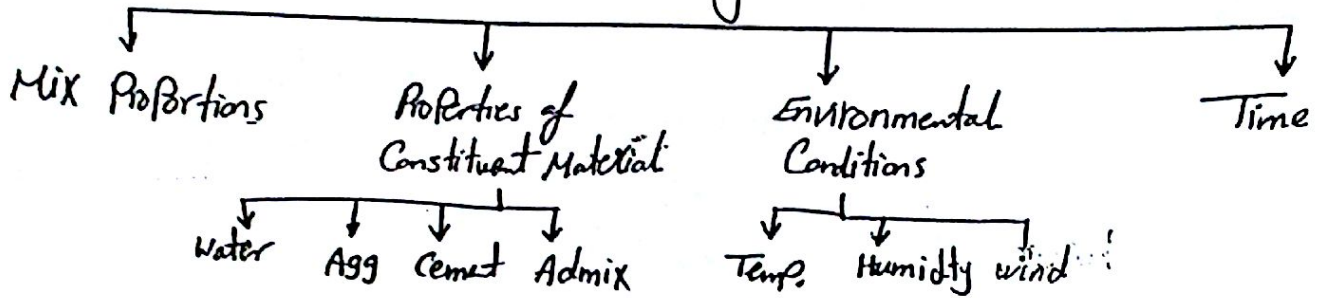 Mix Proportions
Properties of
Constituent Material
Environmental
Conditions
Time
Water
Agg
Cement
Admix
Temp.
Humidty
wind